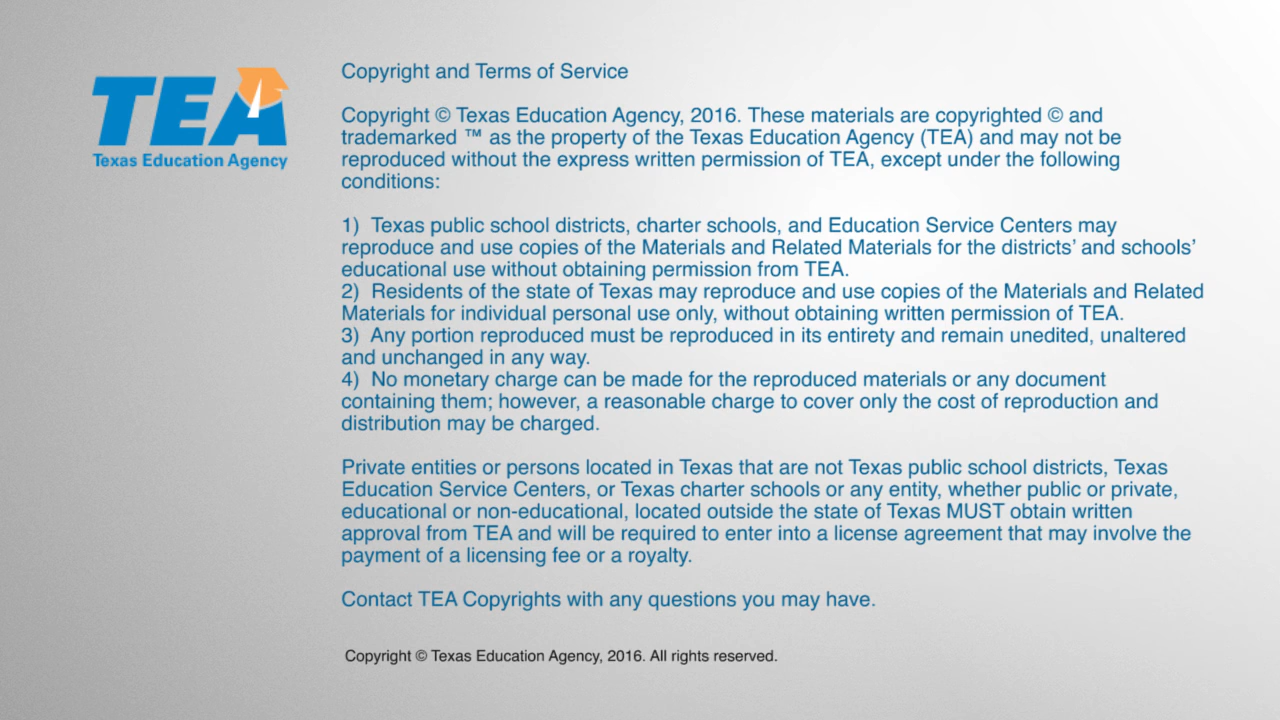 TEA
Texas Education Agency
Copyright and Terms of Service
Copyright © Texas Education Agency, 2016. These materials are copyrighted © and
trademarked ™ as the property of the Texas Education Agency (TEA) and may not be
reproduced without the express written permission of TEA, except under the following
conditions:
1)  Texas public school districts, charter schools, and Education Service Centers may
reproduce and use copies of the Materials and Related Materials for the districts’ and schools’
educational use without obtaining permission from TEA.
2)  Residents of the state of Texas may reproduce and use copies of the Materials and Related
Materials for individual personal use only, without obtaining written permission of TEA.
3)  Any portion reproduced must be reproduced in its entirety and remain unedited, unaltered
and unchanged in any way.
4)  No monetary charge can be made for the reproduced materials or any document
containing them; however, a reasonable charge to cover only the cost of reproduction and
distribution may be charged.
Private entities or persons located in Texas that are not Texas public school districts, Texas
Education Service Centers, or Texas charter schools or any entity, whether public or private,
educational or non-educational, located outside the state of Texas MUST obtain written
approval from TEA and will be required to enter into a license agreement that may involve the
payment of a licensing fee or a royalty.
Contact TEA Copyrights with any questions you may have.
Copyright © Texas Education Agency, 2016. All rights reserved.